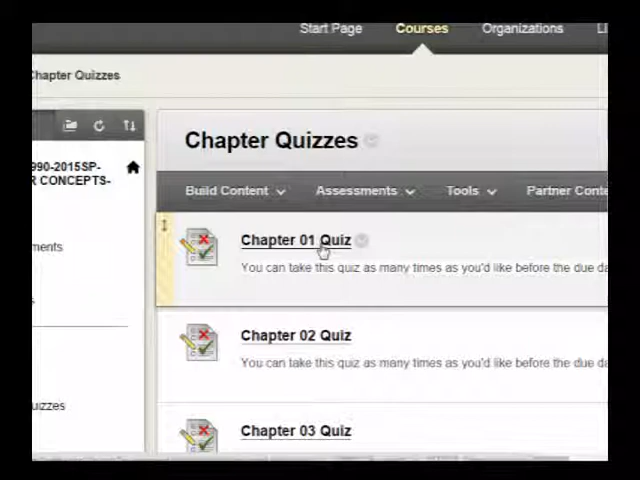 Start Page Courses Organizations Li
Chapter Quizzes
990-2015SP-
R CONCEPTS-
ments
s
uizzes
Chapter Quizzes
Build Content Assessments Tools Partner Conte
Chapter 01 Quiz
You can take this quiz as many times as you'd like before the due da
Chapter 02 Quiz
You can take this quiz as many times as you'd like before the due da
Chapter 03 Quiz